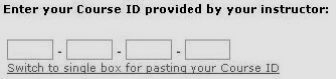 Enter your Course ID provided by your instructor:
- - -
Switch to single box for pasting your Course ID